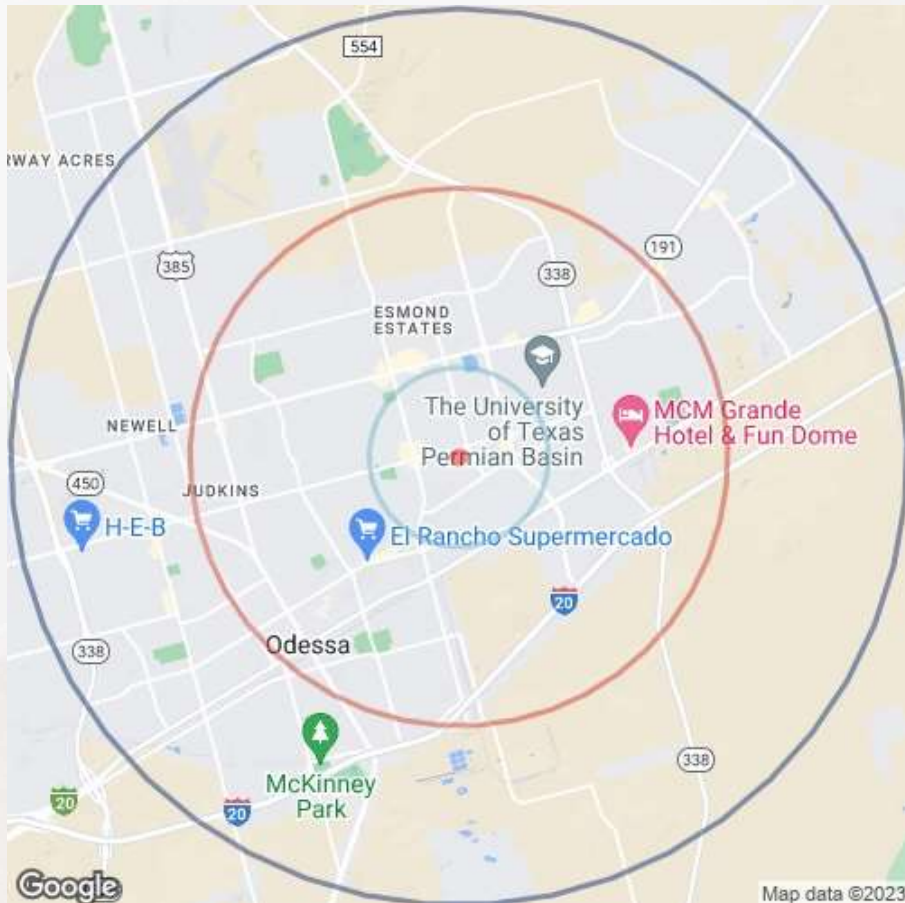 554
RWAY ACRES
385
191
338
ESMOND
ESTATES
The University
of Texas
Permian Basin
MCM Grande
Hotel & Fun Dome
NEWELL
450
JUDKINS
H-E-B
El Rancho Supermercado
20
Odessa
338
338
McKinney
Park
20
20
Google
Map data ©2023